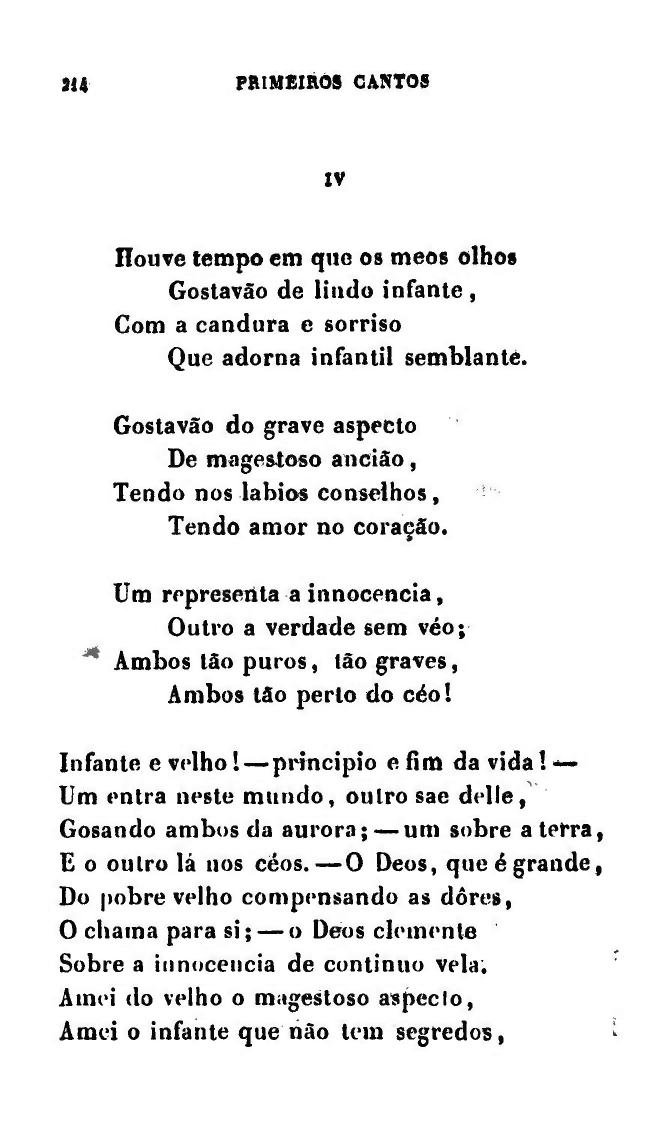 214 PRIMEIROS CANTOS
IV
Houve tempo em que os meos olhos
Gostavão de lindo infante,
Com a candura e sorriso
Que adorna infantil semblante.
Gostavão do grave aspecto
De magestoso ancião,
Tendo nos labios conselhos,
Tendo amor no coração.
Um representa a innocencia,
Outro a verdade sem véo;
Ambos tão puros, tão graves,
Ambos tão perto do céo!
Infante e velho!—principio e fim da vida!—
Um entra neste mundo, outro sae delle,
Gosando ambos da aurora;—um sobre a terra,
E o outro lá nos céos.—O Deos, que é grande,
Do pobre velho compensando as dôres,
O chama para si;—o Deos clemente
Sobre a innocencia de continuo vela.
Amei do velho o magestoso aspecto,
Amei o infante que não tem segredos,